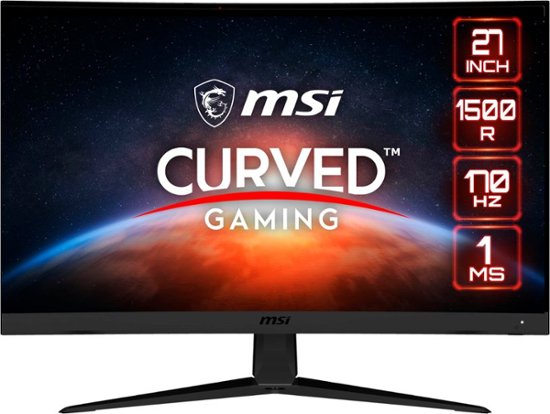 msi
CURVED™
GAMING
27
INCH
1500
R
170
HZ
1
MS
msi